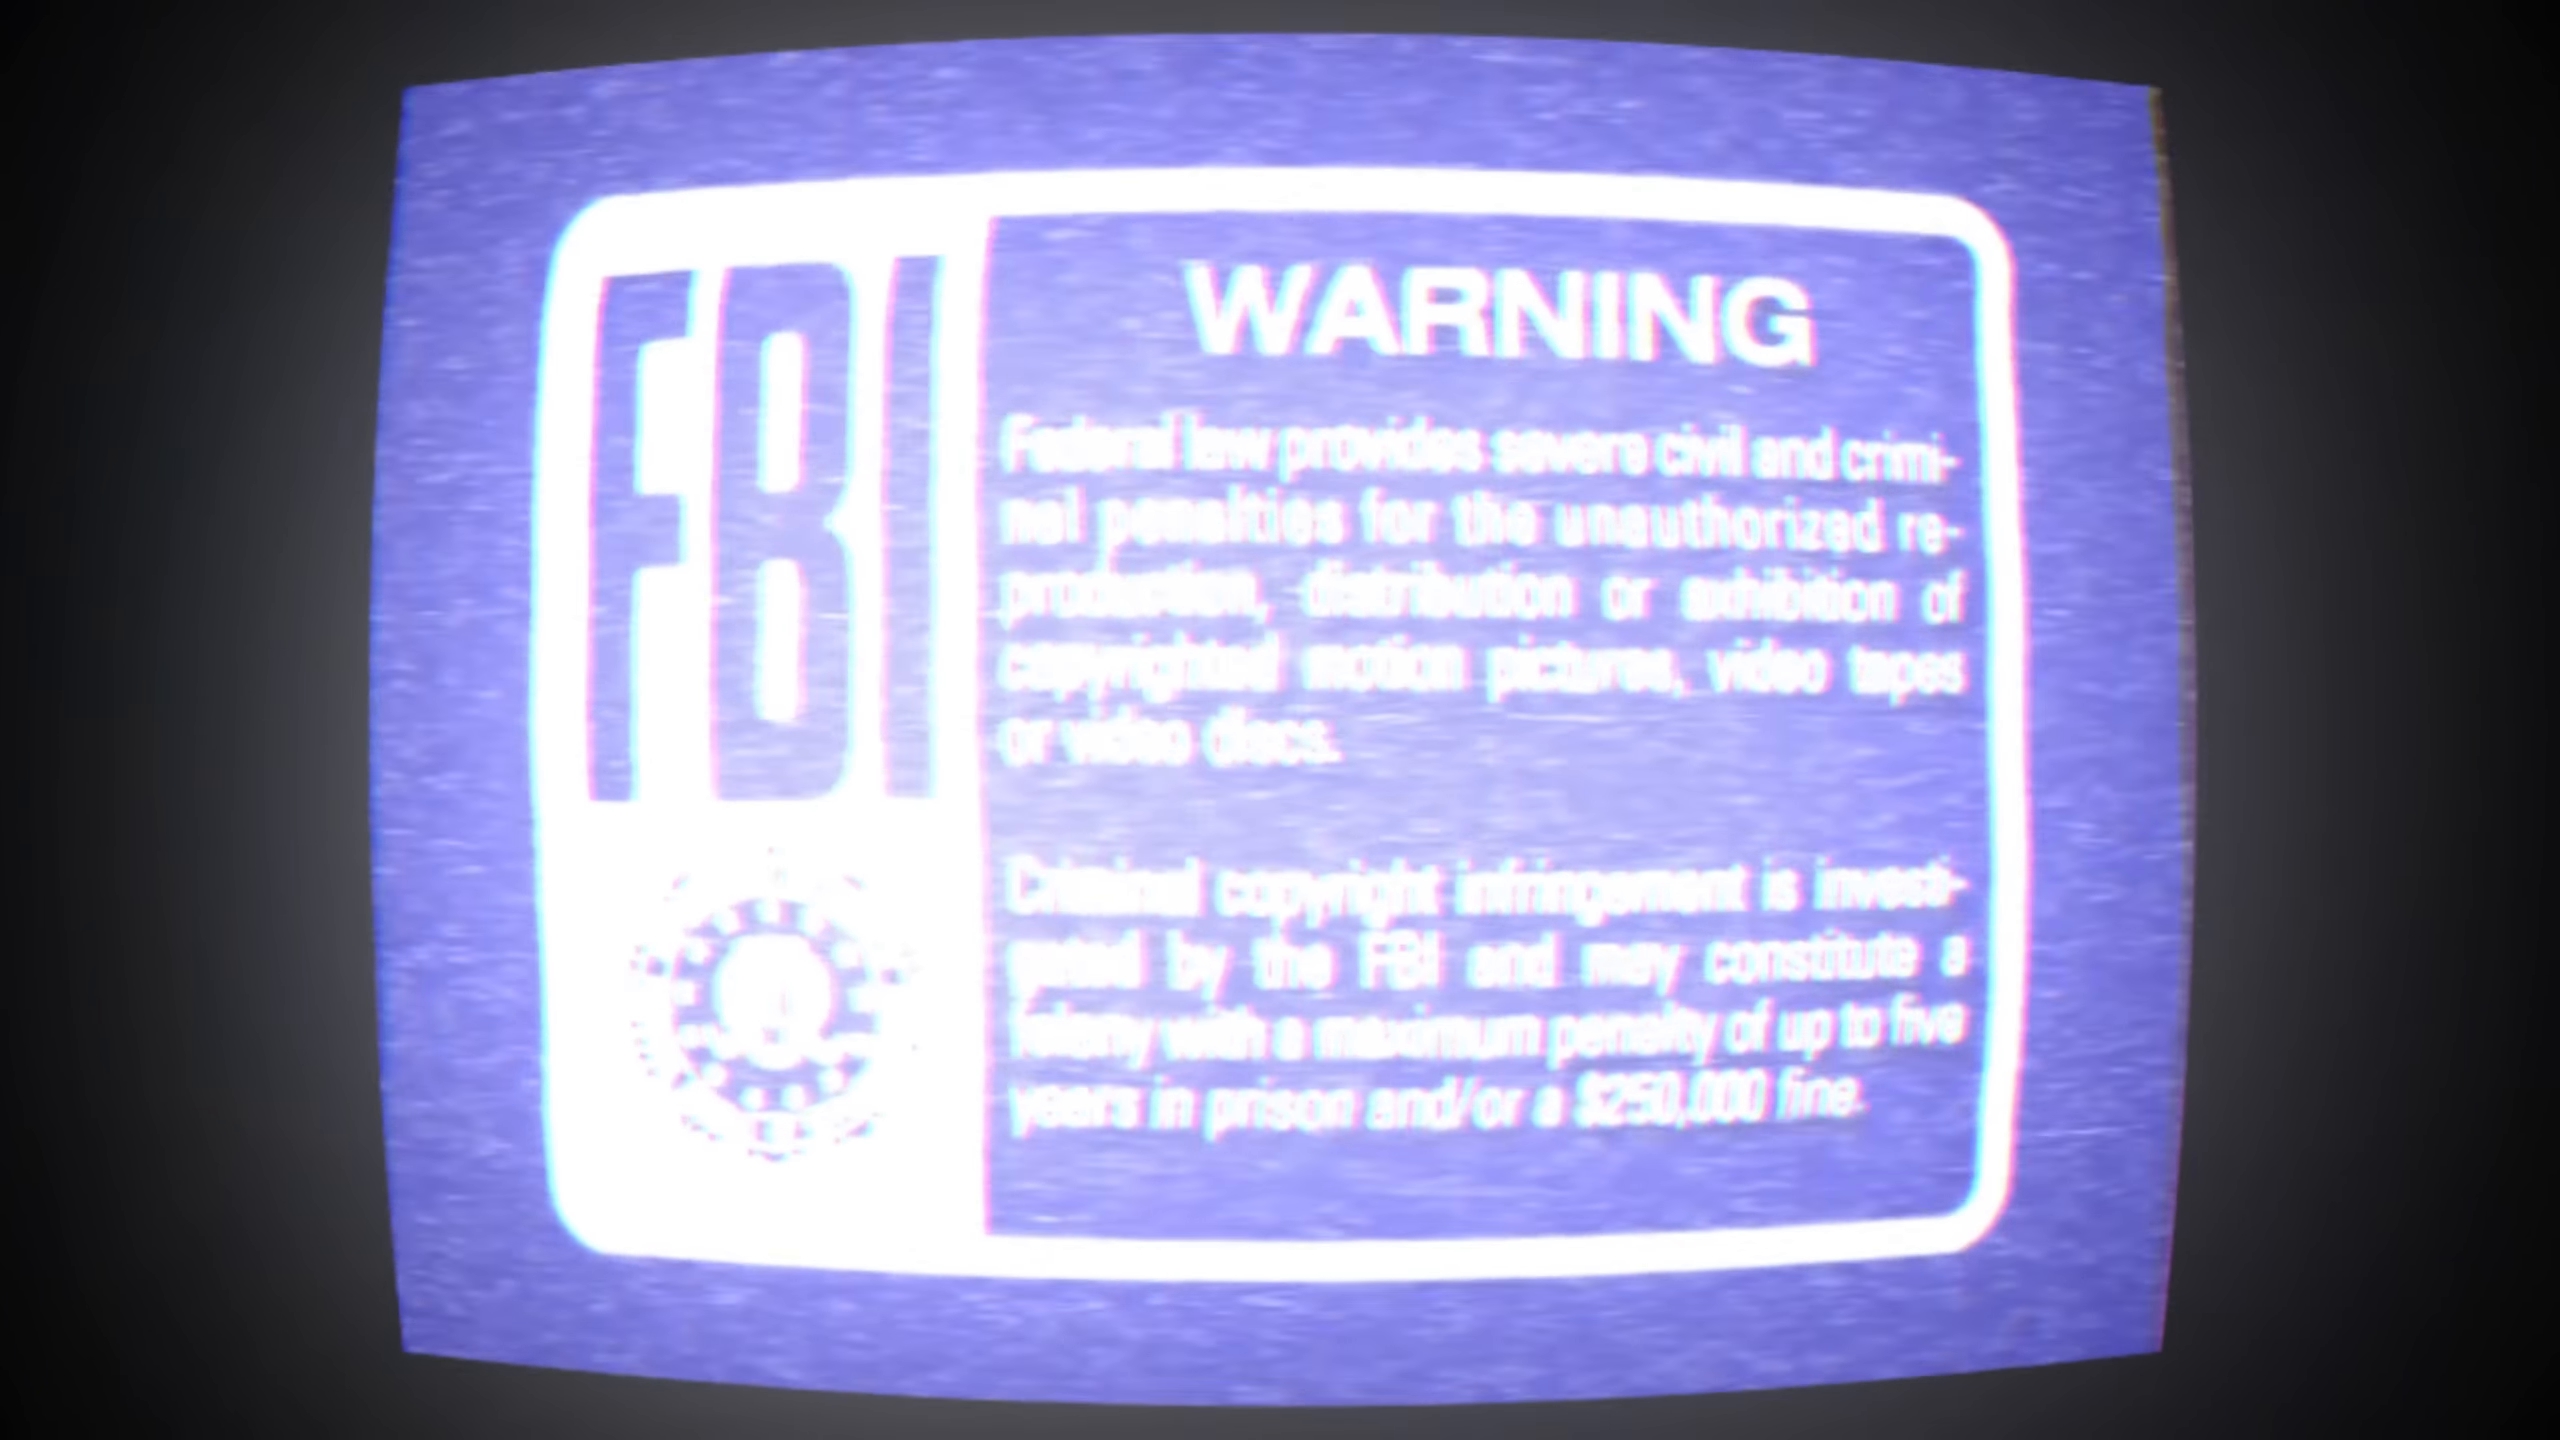 FBI
WARNING
Federal law provides severe civil and crimi-
nal penalties for the unauthorized re-
production, distribution or exhibition of
copyrighted motion pictures, video tapes
or video discs.
Criminal copyright infringement is investi-
gated by the FBI and may constitute a
felony with a maximum penalty of up to five
years in prison and/or a $250,000 fine.